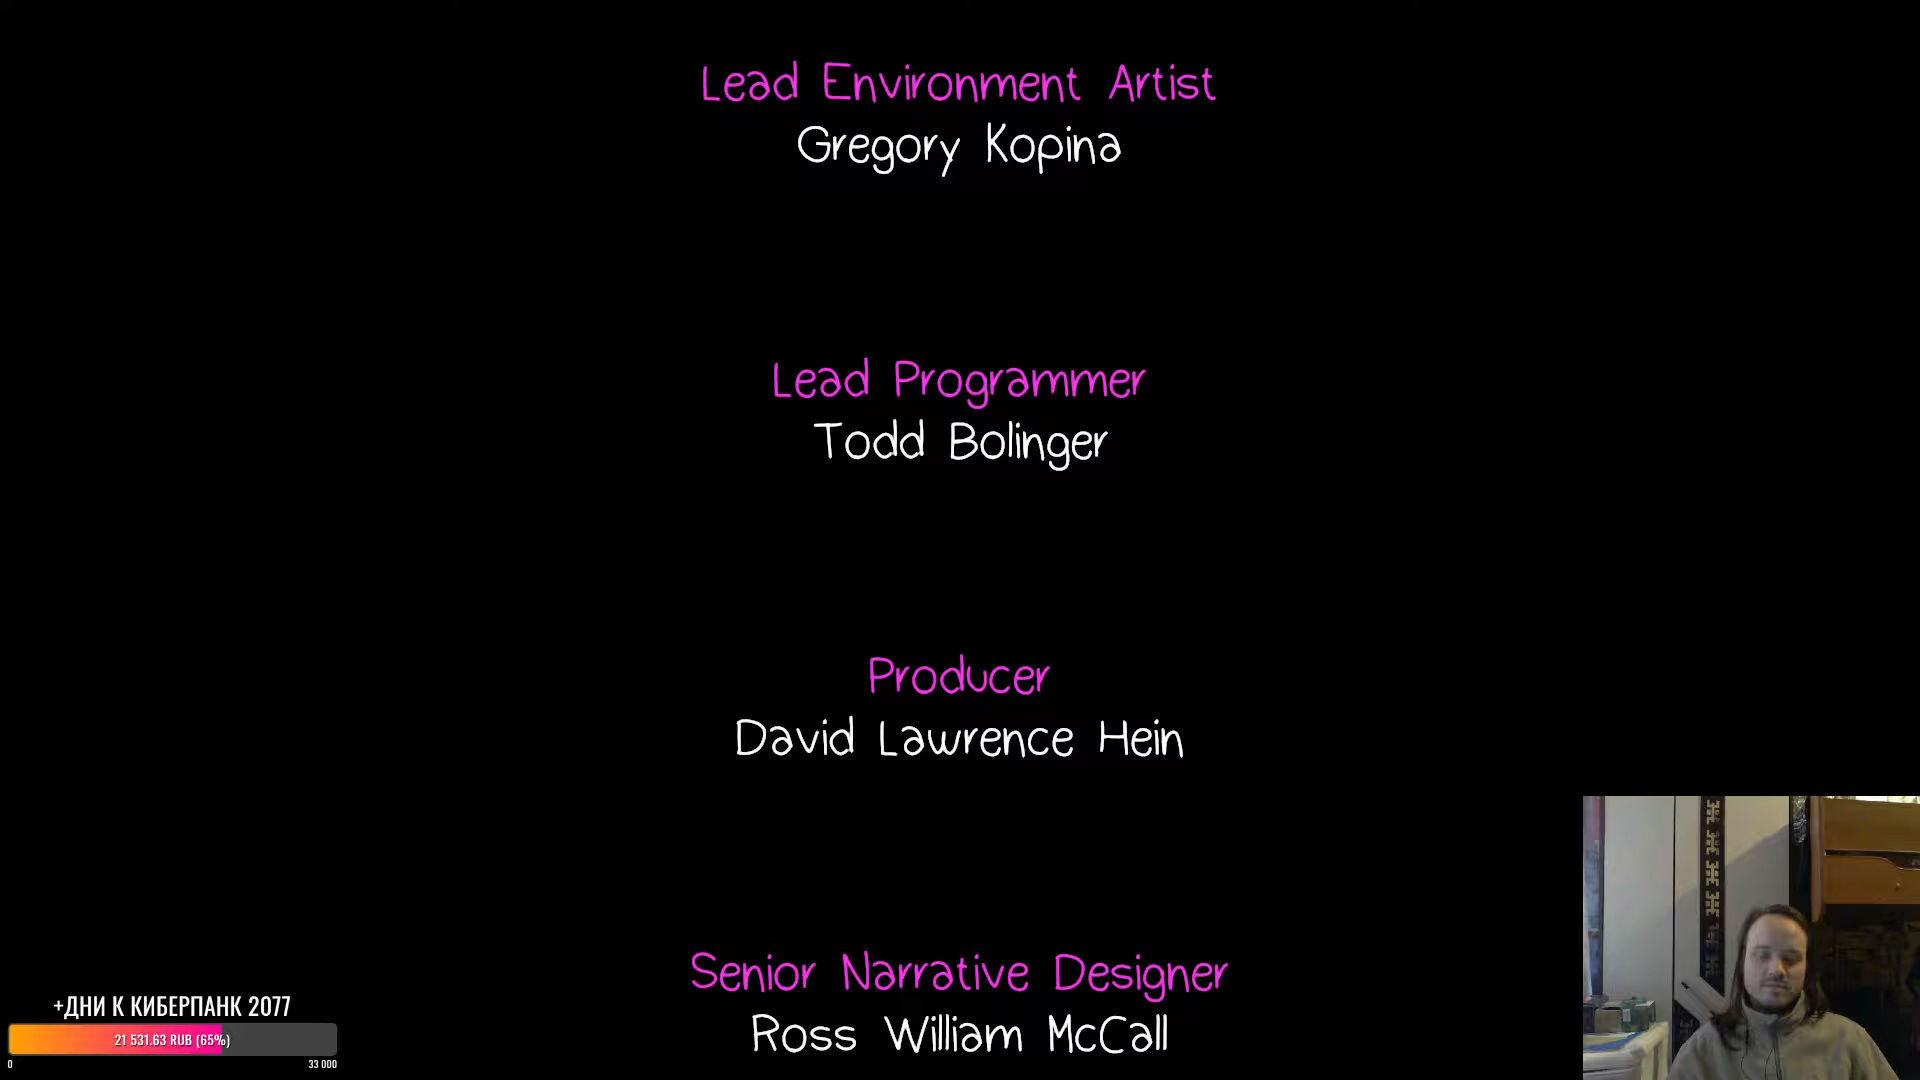 Lead Environment Artist
Gregory Kopina
Lead Programmer
Todd Bolinger
Producer
David Lawrence Hein
Senior Narrative Designer
Ross William McCall
+ДНИ К КИБЕРПАНК 2077
21 531.63 RUB (65%)
0
33 000